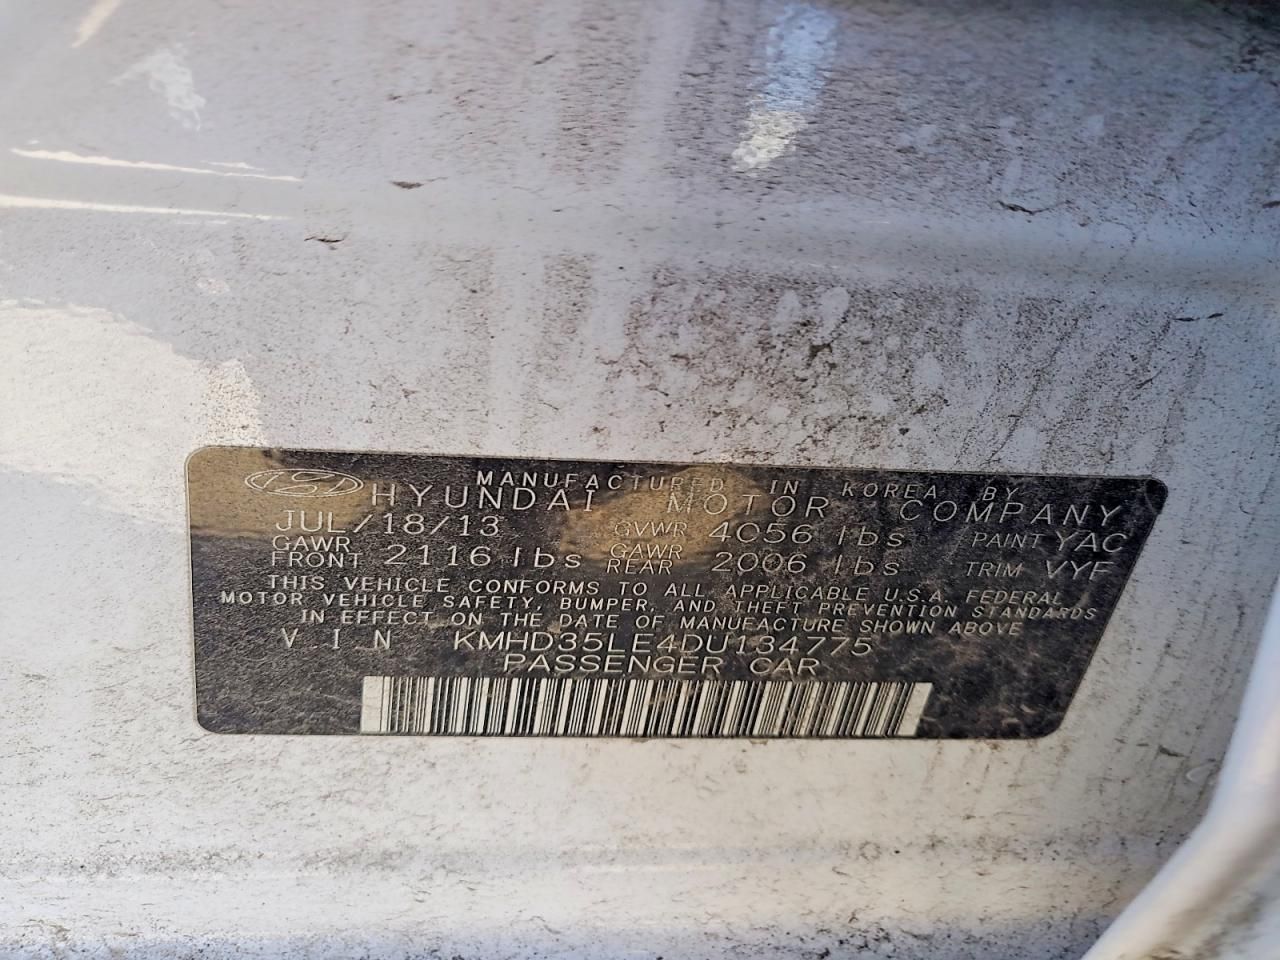 MANUFACTURED IN KOREA BY
HYUNDAI MOTOR COMPANY
JUL/18/13 GVWR 4056 lbs PAINT YAC
GAWR FRONT 2116 lbs GAWR REAR 2006 lbs TRIM VYF
THIS VEHICLE CONFORMS TO ALL APPLICABLE U.S.A. FEDERAL
MOTOR VEHICLE SAFETY, BUMPER, AND THEFT PREVENTION STANDARDS
IN EFFECT ON THE DATE OF MANUFACTURE SHOWN ABOVE
V.I.N KMHD35LE4DU134775
PASSENGER CAR